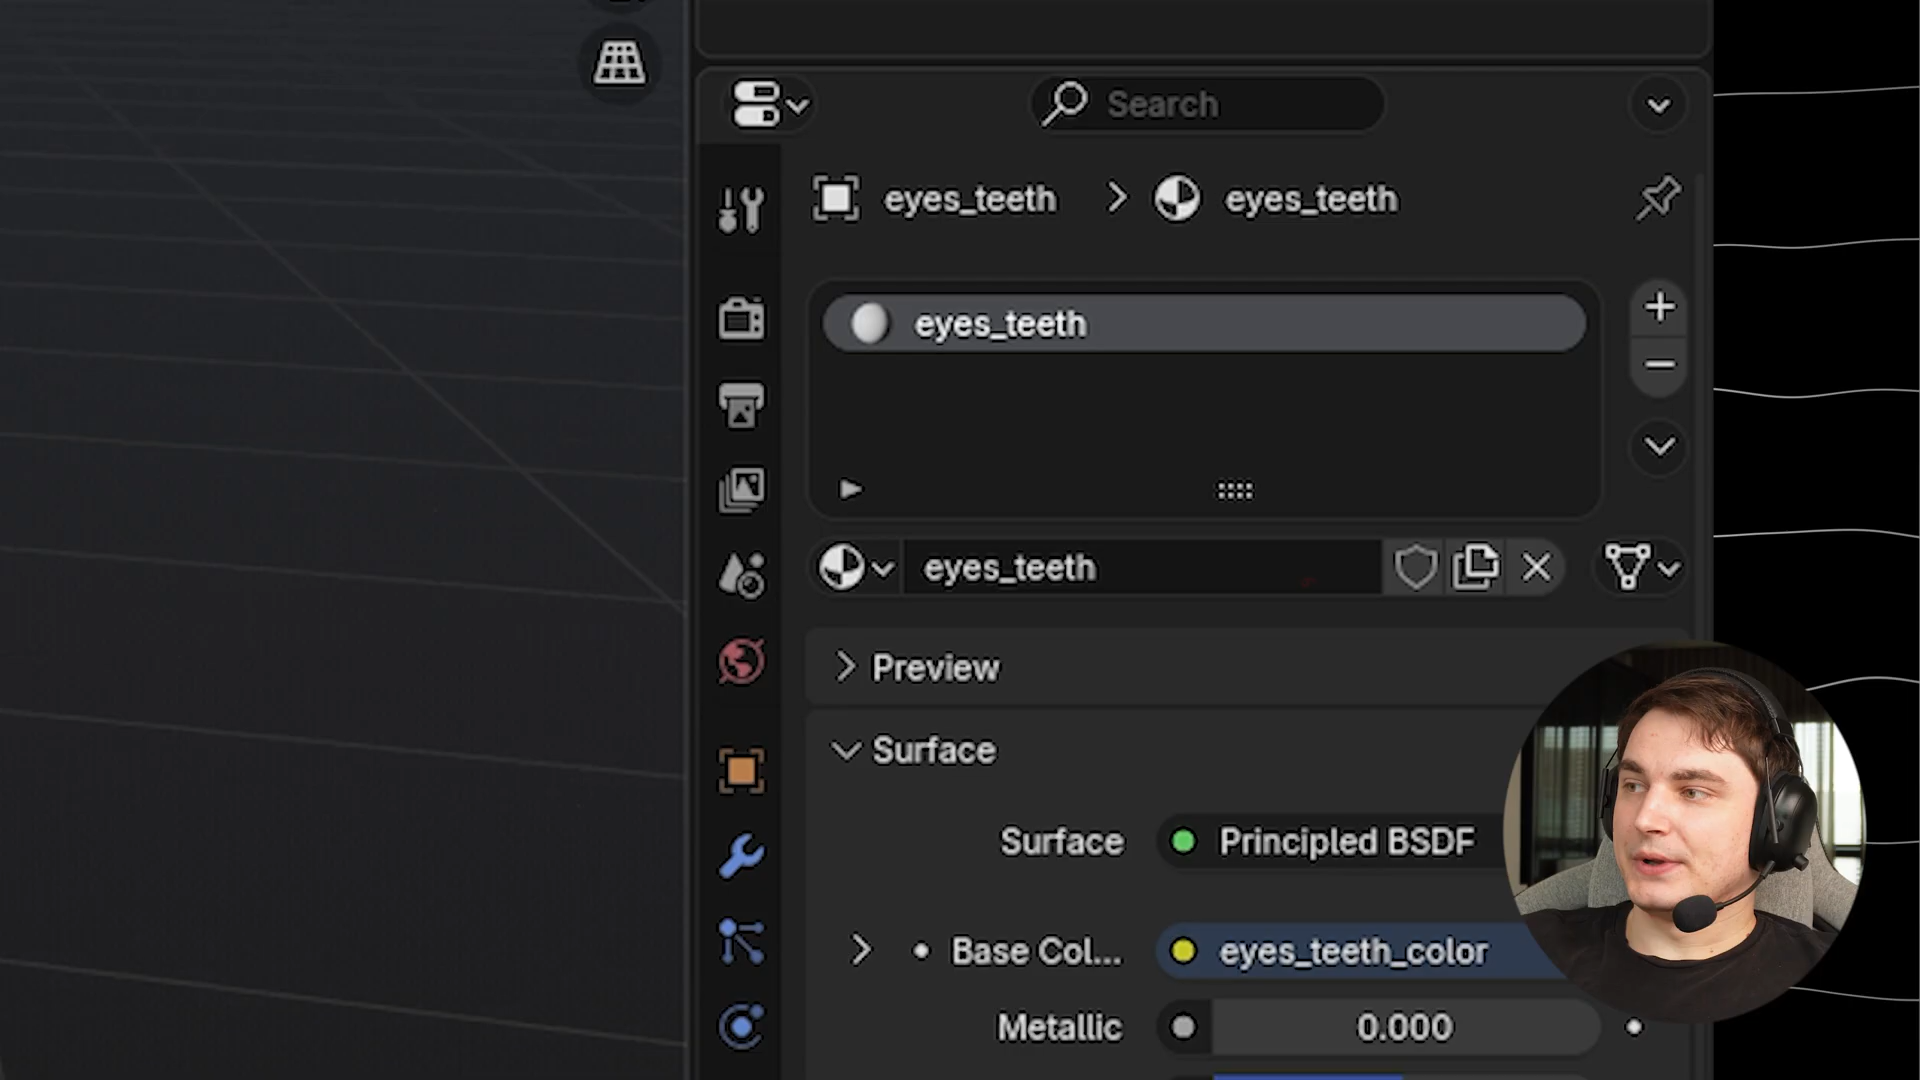 Search
eyes_teeth > eyes_teeth
eyes_teeth
eyes_teeth
Preview
Surface
Surface Principled BSDF
Base Col... eyes_teeth_color
Metallic 0.000